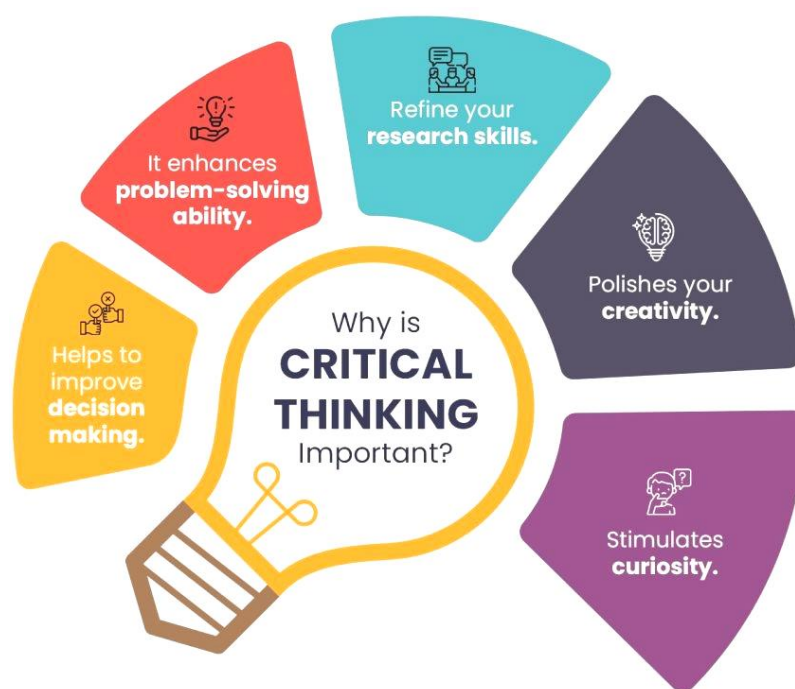 Why is
CRITICAL
THINKING
Important?
Helps to
improve
decision
making.
It enhances
problem-solving
ability.
Refine your
research skills.
Polishes your
creativity.
Stimulates
curiosity.